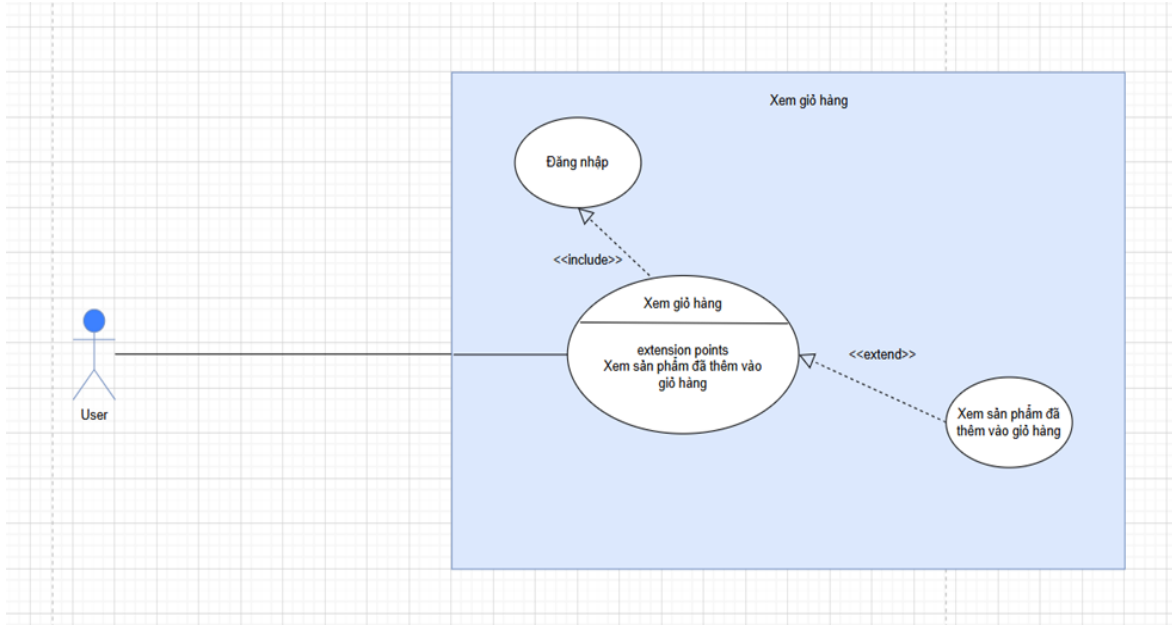 Xem giỏ hàng
Đăng nhập
<<include>>
Xem giỏ hàng
extension points
Xem sản phẩm đã thêm vào
giỏ hàng
<<extend>>
Xem sản phẩm đã
thêm vào giỏ hàng
User